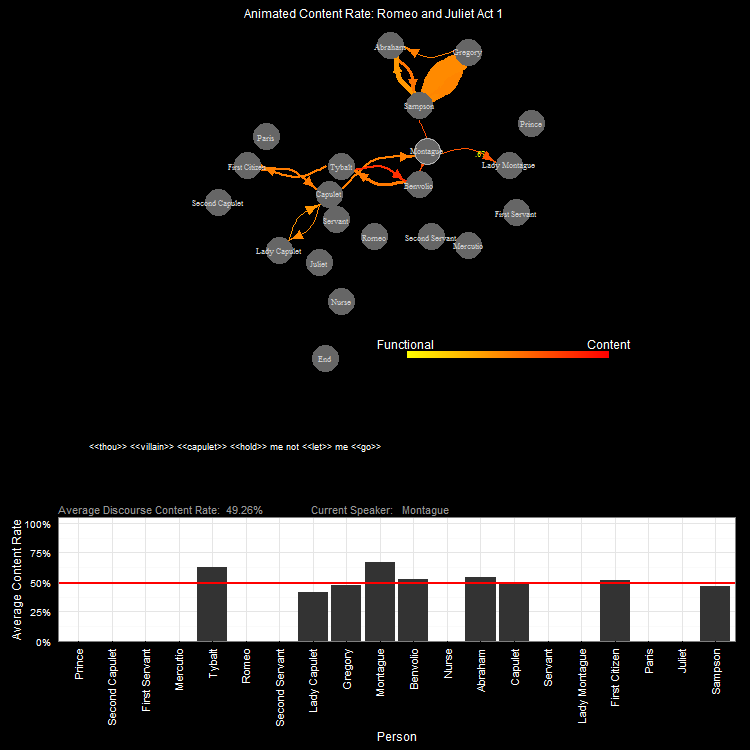 Animated Content Rate: Romeo and Juliet Act 1
Abraham
Gregory
Sampson
Prince
Paris
Montague
.67
First Citizen
Tybalt
Lady Montague
Benvolio
Capulet
Second Capulet
First Servant
Servant
Romeo
Second Servant
Mercutio
Lady Capulet
Juliet
Nurse
Functional
Content
End
<<thou>> <<villain>> <<capulet>> <<hold>> me not <<let>> me <<go>>
Average Discourse Content Rate: 49.26%
Current Speaker: Montague
Average Content Rate
100%
75%
50%
25%
0%
Prince
Second Capulet
First Servant
Mercutio
Tybalt
Romeo
Second Servant
Lady Capulet
Gregory
Montague
Benvolio
Nurse
Abraham
Capulet
Servant
Lady Montague
First Citizen
Paris
Juliet
Sampson
Person